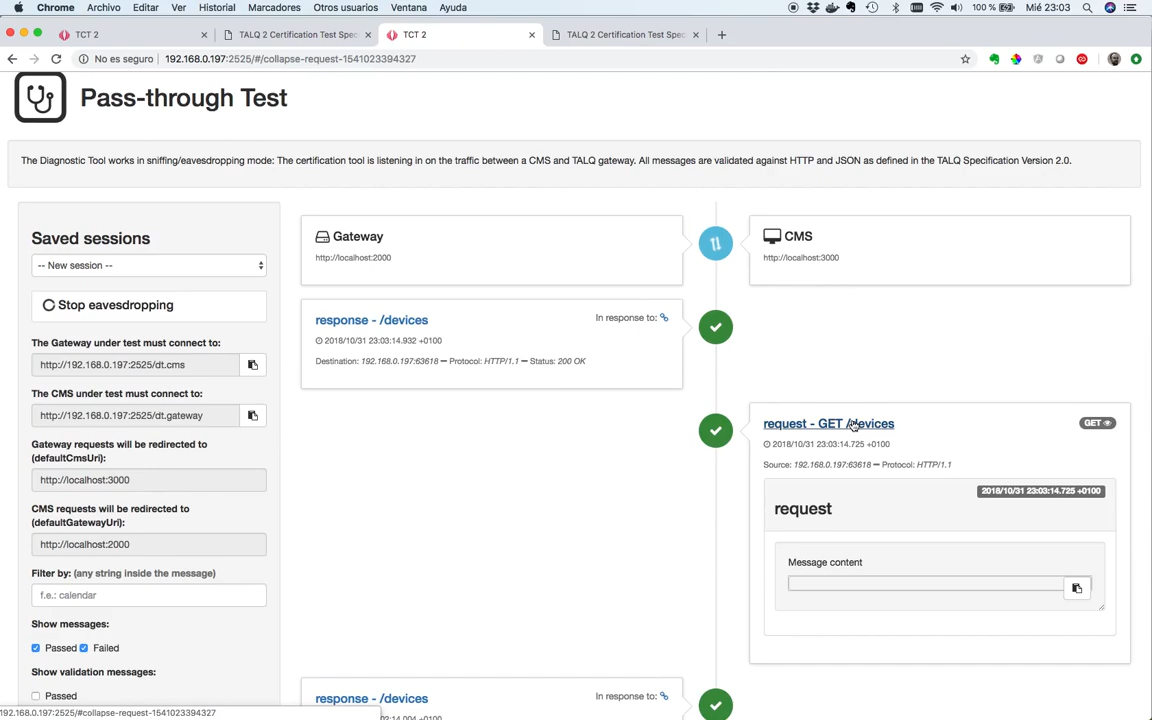 Chrome Archivo Editar Ver Historial Marcadores Otros usuarios Ventana Ayuda 100 % Mié 23:03
TCT 2 TALQ 2 Certification Test Spec TCT 2 TALQ 2 Certification Test Spec
No es seguro 192.168.0.197:2525/#/collapse-request-1541023394327
Pass-through Test
The Diagnostic Tool works in sniffing/eavesdropping mode: The certification tool is listening in on the traffic between a CMS and TALQ gateway. All messages are validated against HTTP and JSON as defined in the TALQ Specification Version 2.0.
Saved sessions
-- New session --
Stop eavesdropping
The Gateway under test must connect to:
http://192.168.0.197:2525/dt.cms
The CMS under test must connect to:
http://192.168.0.197:2525/dt.gateway
Gateway requests will be redirected to
(defaultCmsUri):
http://localhost:3000
CMS requests will be redirected to
(defaultGatewayUri):
http://localhost:2000
Filter by: (any string inside the message)
f.e.: calendar
Show messages:
Passed Failed
Show validation messages:
Passed
Gateway
http://localhost:2000
CMS
http://localhost:3000
response - /devices In response to:
2018/10/31 23:03:14.932 +0100
Destination: 192.168.0.197:63618 – Protocol: HTTP/1.1 – Status: 200 OK
request - GET /devices GET
2018/10/31 23:03:14.725 +0100
Source: 192.168.0.197:63618 – Protocol: HTTP/1.1
2018/10/31 23:03:14.725 +0100
request
Message content
response - /devices In response to:
192.168.0.197:2525/#collapse-request-1541023394327